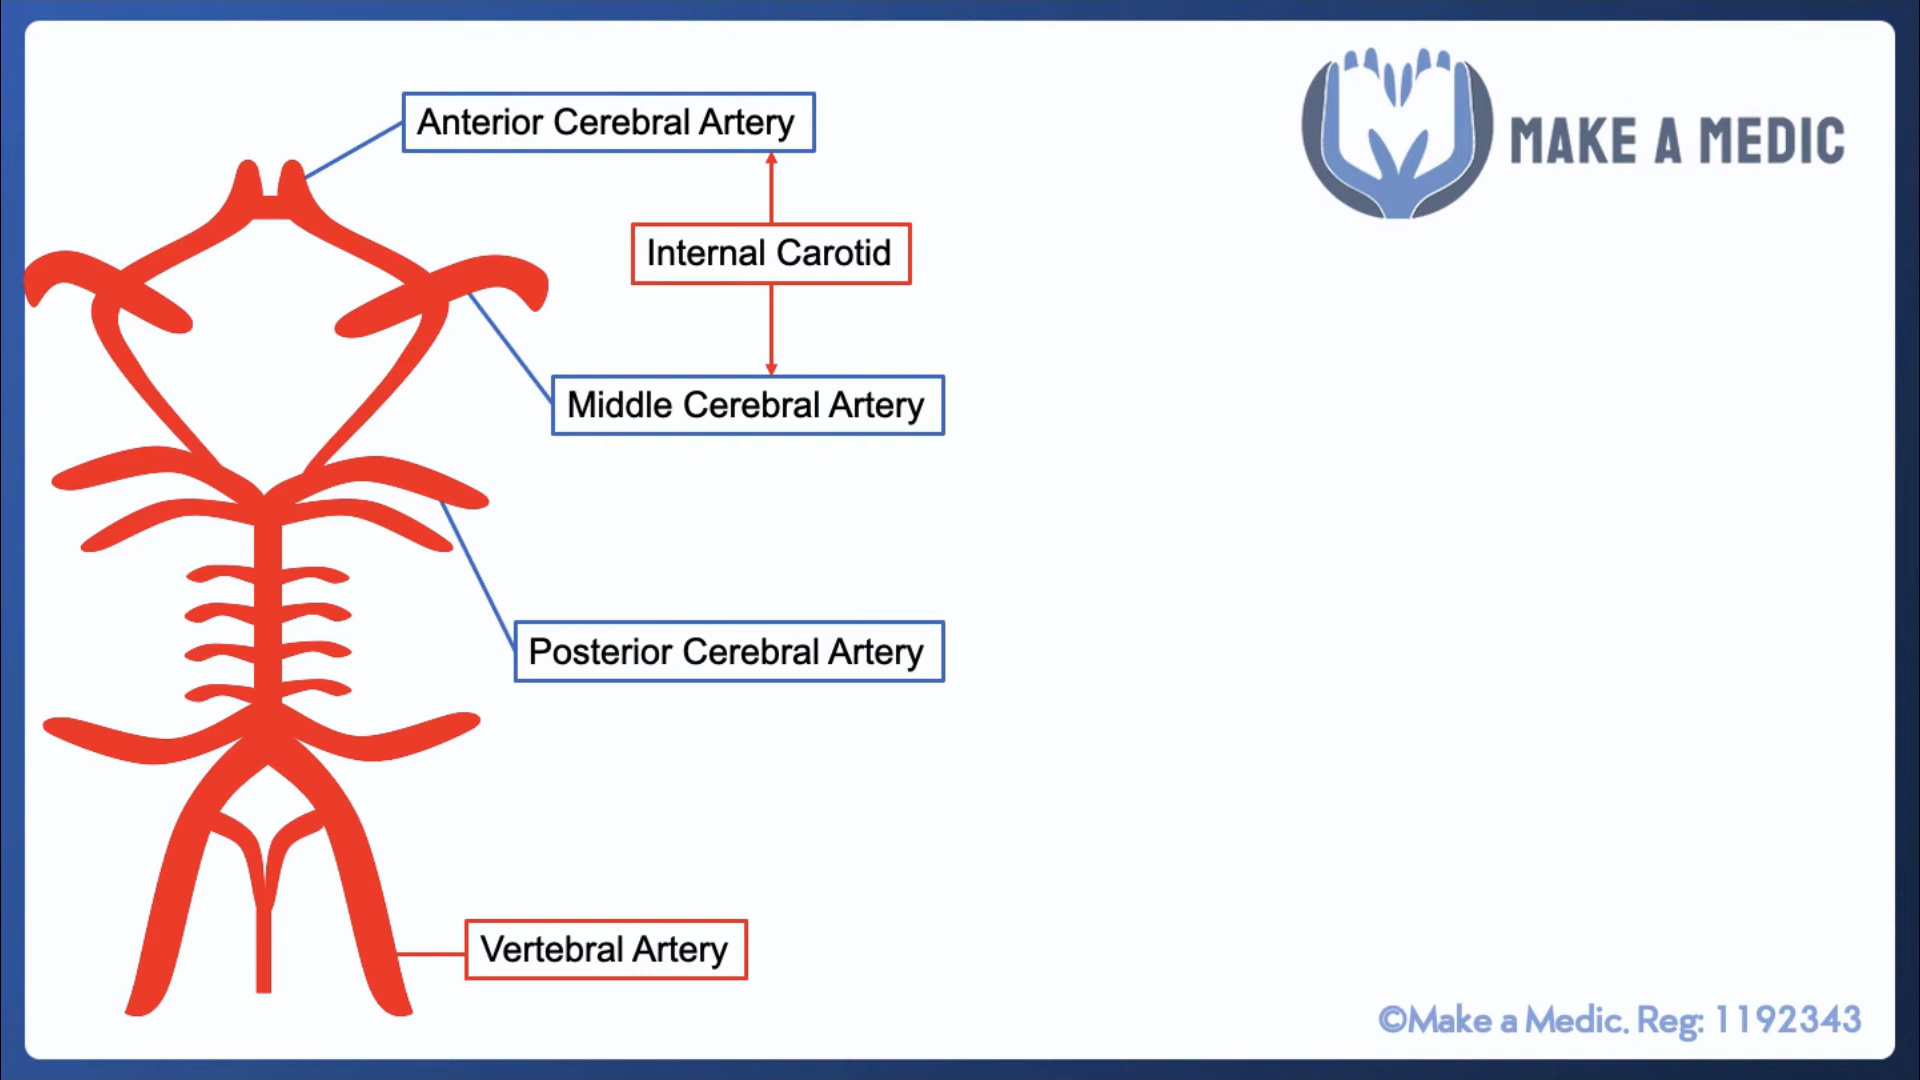 Anterior Cerebral Artery
MAKE A MEDIC
Internal Carotid
Middle Cerebral Artery
Posterior Cerebral Artery
Vertebral Artery
©Make a Medic. Reg: 1192343